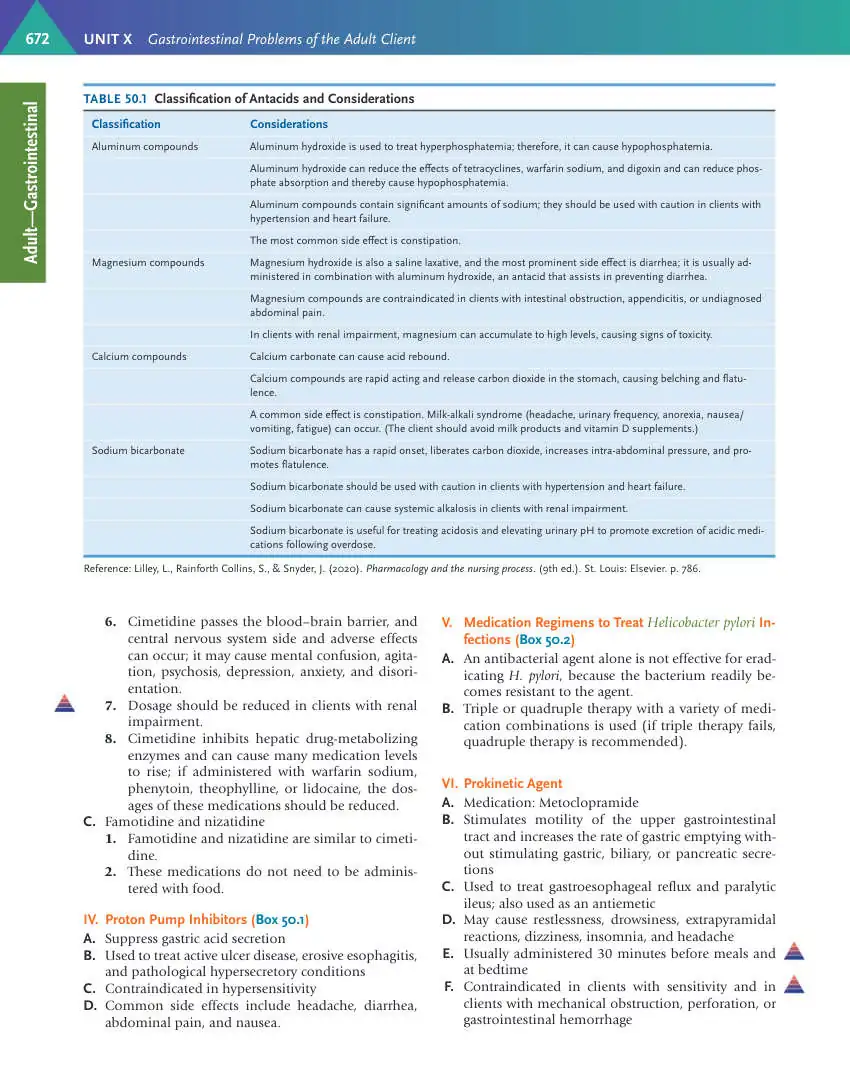 672
UNIT X Gastrointestinal Problems of the Adult Client
Adult—Gastrointestinal
TABLE 50.1 Classification of Antacids and Considerations
Classification Considerations
Aluminum compounds Aluminum hydroxide is used to treat hyperphosphatemia; therefore, it can cause hypophosphatemia.
Aluminum hydroxide can reduce the effects of tetracyclines, warfarin sodium, and digoxin and can reduce phos-
phate absorption and thereby cause hypophosphatemia.
Aluminum compounds contain significant amounts of sodium; they should be used with caution in clients with
hypertension and heart failure.
The most common side effect is constipation.
Magnesium compounds Magnesium hydroxide is also a saline laxative, and the most prominent side effect is diarrhea; it is usually ad-
ministered in combination with aluminum hydroxide, an antacid that assists in preventing diarrhea.
Magnesium compounds are contraindicated in clients with intestinal obstruction, appendicitis, or undiagnosed
abdominal pain.
In clients with renal impairment, magnesium can accumulate to high levels, causing signs of toxicity.
Calcium compounds Calcium carbonate can cause acid rebound.
Calcium compounds are rapid acting and release carbon dioxide in the stomach, causing belching and flatu-
lence.
A common side effect is constipation. Milk-alkali syndrome (headache, urinary frequency, anorexia, nausea/
vomiting, fatigue) can occur. (The client should avoid milk products and vitamin D supplements.)
Sodium bicarbonate Sodium bicarbonate has a rapid onset, liberates carbon dioxide, increases intra-abdominal pressure, and pro-
motes flatulence.
Sodium bicarbonate should be used with caution in clients with hypertension and heart failure.
Sodium bicarbonate can cause systemic alkalosis in clients with renal impairment.
Sodium bicarbonate is useful for treating acidosis and elevating urinary pH to promote excretion of acidic medi-
cations following overdose.
Reference: Lilley, L., Rainforth Collins, S., & Snyder, J. (2020). Pharmacology and the nursing process. (9th ed.). St. Louis: Elsevier. p. 786.
6. Cimetidine passes the blood–brain barrier, and
central nervous system side and adverse effects
can occur; it may cause mental confusion, agita-
tion, psychosis, depression, anxiety, and disori-
entation.
7. Dosage should be reduced in clients with renal
impairment.
8. Cimetidine inhibits hepatic drug-metabolizing
enzymes and can cause many medication levels
to rise; if administered with warfarin sodium,
phenytoin, theophylline, or lidocaine, the dos-
ages of these medications should be reduced.
C. Famotidine and nizatidine
1. Famotidine and nizatidine are similar to cimeti-
dine.
2. These medications do not need to be adminis-
tered with food.
IV. Proton Pump Inhibitors (Box 50.1)
A. Suppress gastric acid secretion
B. Used to treat active ulcer disease, erosive esophagitis,
and pathological hypersecretory conditions
C. Contraindicated in hypersensitivity
D. Common side effects include headache, diarrhea,
abdominal pain, and nausea.
V. Medication Regimens to Treat Helicobacter pylori In-
fections (Box 50.2)
A. An antibacterial agent alone is not effective for erad-
icating H. pylori, because the bacterium readily be-
comes resistant to the agent.
B. Triple or quadruple therapy with a variety of medi-
cation combinations is used (if triple therapy fails,
quadruple therapy is recommended).
VI. Prokinetic Agent
A. Medication: Metoclopramide
B. Stimulates motility of the upper gastrointestinal
tract and increases the rate of gastric emptying with-
out stimulating gastric, biliary, or pancreatic secre-
tions
C. Used to treat gastroesophageal reflux and paralytic
ileus; also used as an antiemetic
D. May cause restlessness, drowsiness, extrapyramidal
reactions, dizziness, insomnia, and headache
E. Usually administered 30 minutes before meals and
at bedtime
F. Contraindicated in clients with sensitivity and in
clients with mechanical obstruction, perforation, or
gastrointestinal hemorrhage